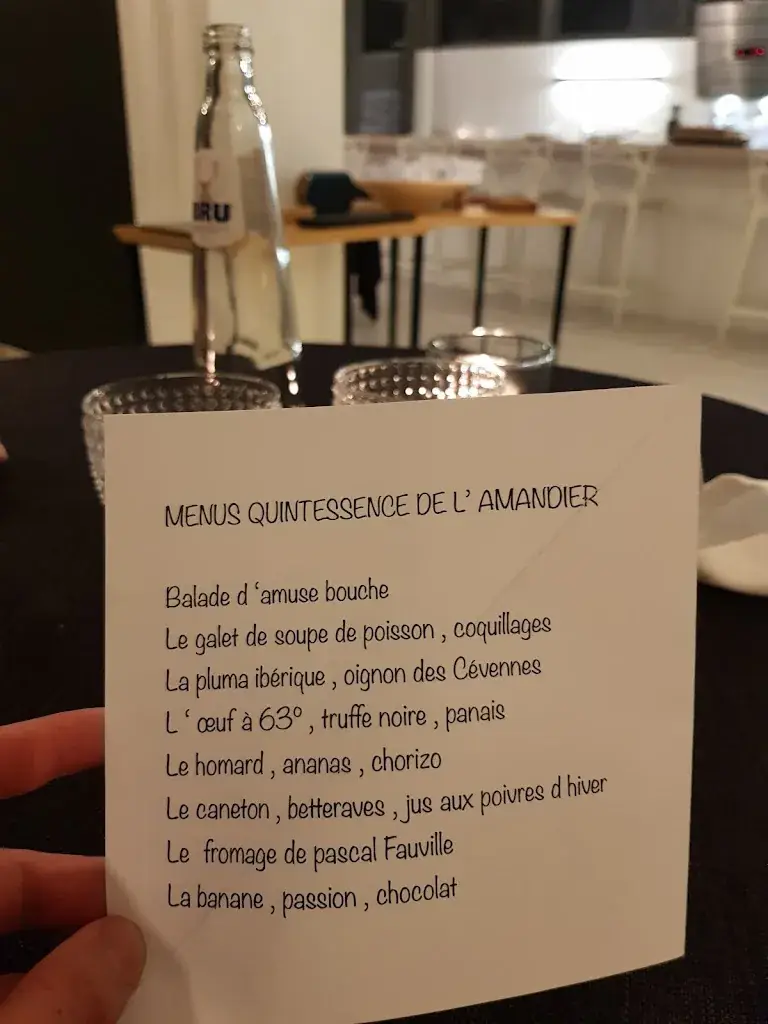 BRU
MENUS QUINTESSENCE DE L' AMANDIER
Balade d 'amuse bouche
Le galet de soupe de poisson , coquillages
La pluma ibérique , oignon des Cévennes
L ' œuf à 63° , truffe noire , panais
Le homard , ananas , chorizo
Le caneton , betteraves , jus aux poivres d hiver
Le fromage de pascal Fauville
La banane , passion , chocolat